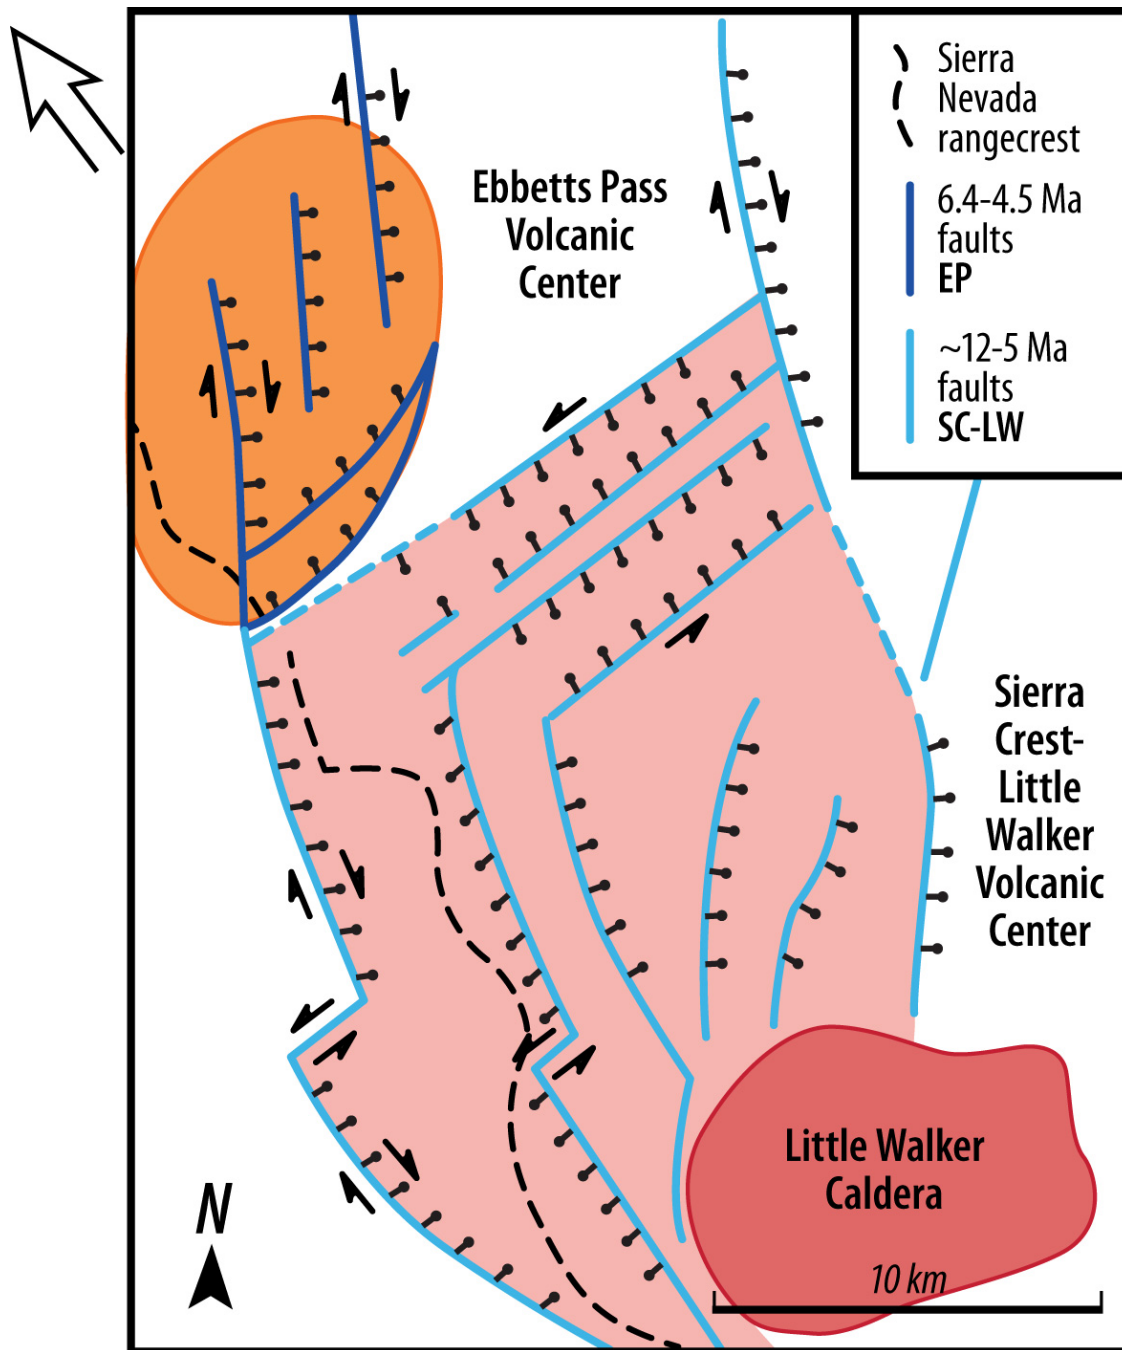 Sierra
Nevada
rangecrest
6.4-4.5 Ma
faults
EP
~12-5 Ma
faults
SC-LW
Ebbetts Pass
Volcanic
Center
Sierra
Crest-
Little
Walker
Volcanic
Center
Little Walker
Caldera
N
10 km